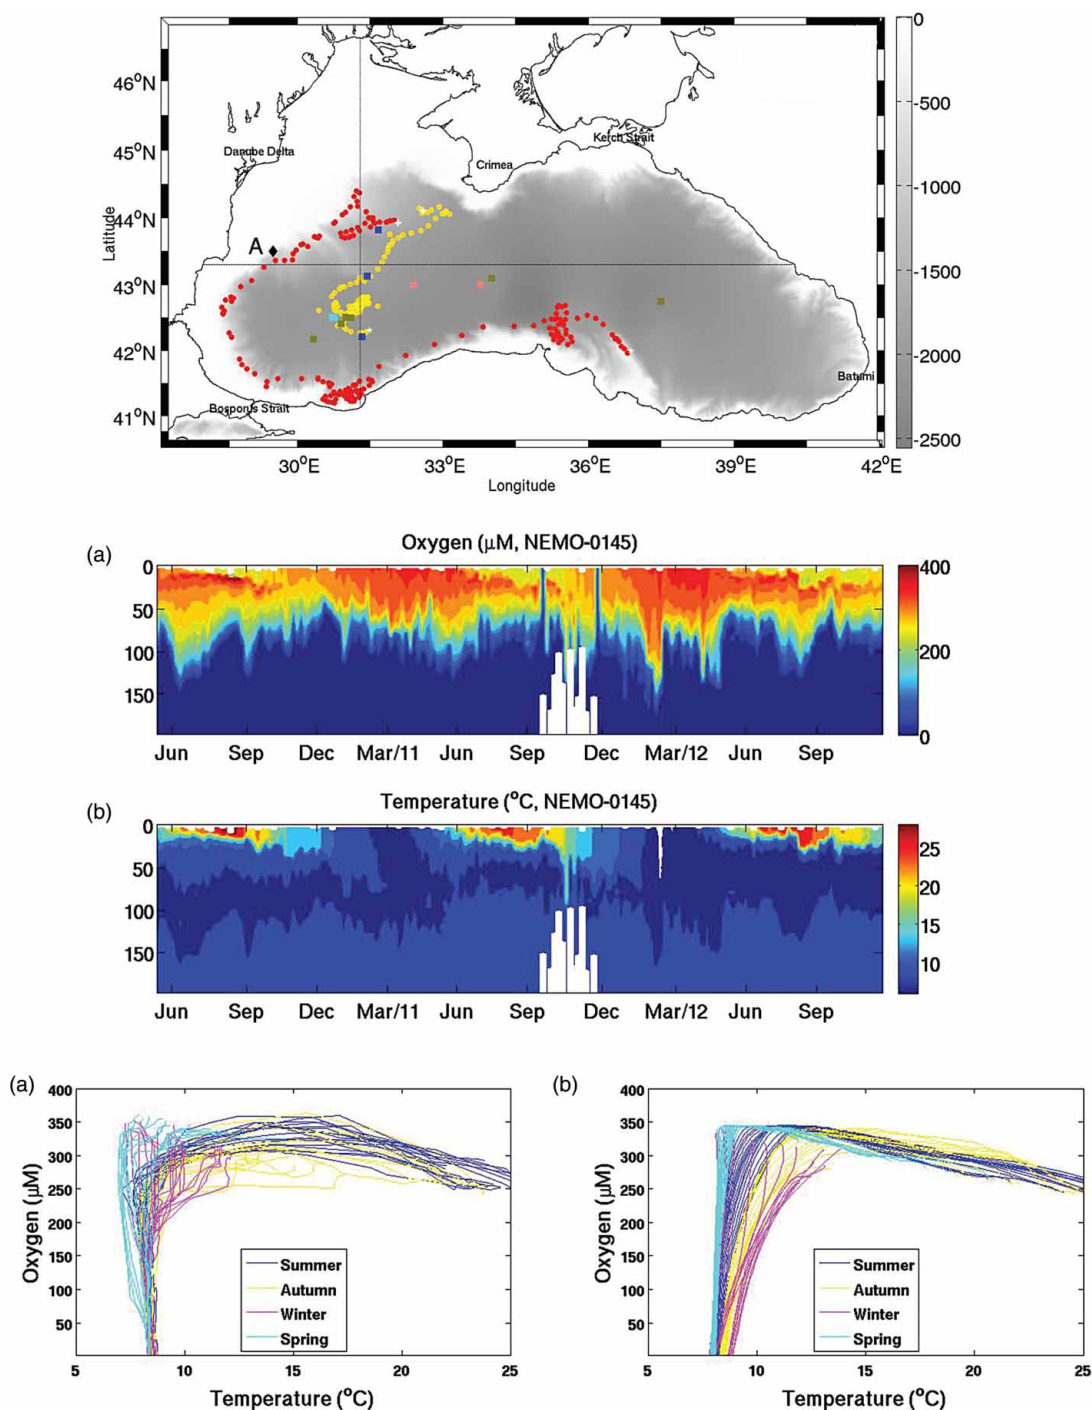 46°N
45°N
44°N
43°N
42°N
41°N
Latitude
Danube Delta
Crimea
Kerch Strait
A
Batumi
Bosporus Strait
30°E 33°E 36°E 39°E 42°E
Longitude
0
-500
-1000
-1500
-2000
-2500
(a)
Oxygen (μM, NEMO-0145)
0
50
100
150
Jun Sep Dec Mar/11 Jun Sep Dec Mar/12 Jun Sep
400
200
0
(b)
Temperature (°C, NEMO-0145)
0
50
100
150
Jun Sep Dec Mar/11 Jun Sep Dec Mar/12 Jun Sep
25
20
15
10
(a)
400
350
300
250
200
150
100
50
Oxygen (μM)
Summer
Autumn
Winter
Spring
5 10 15 20 25
Temperature (°C)
(b)
400
350
300
250
200
150
100
50
Oxygen (μM)
Summer
Autumn
Winter
Spring
5 10 15 20 25
Temperature (°C)